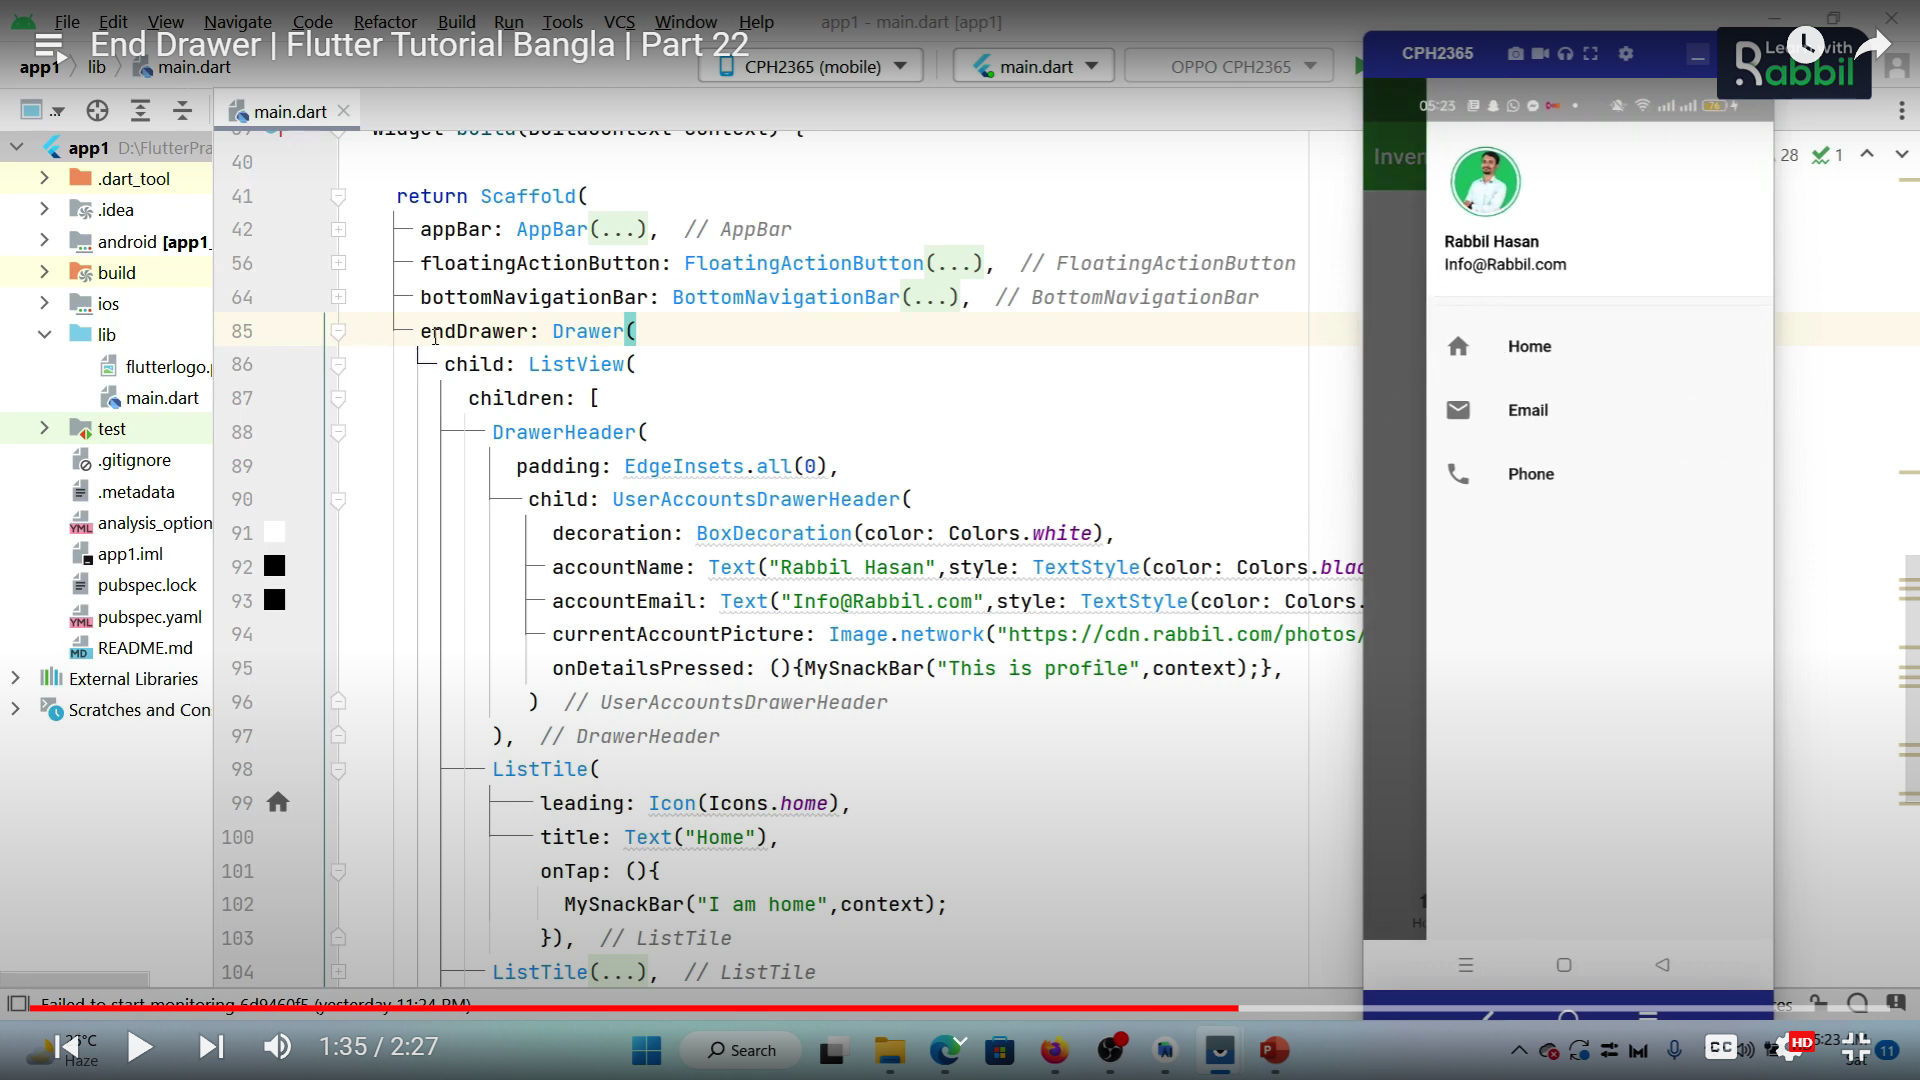 File Edit View Navigate Code Refactor Build Run Tools VCS Window Help app1 - main.dart [app1]
End Drawer | Flutter Tutorial Bangla | Part 22
Learn with
Rabbil
app1 lib main.dart
CPH2365 (mobile) main.dart OPPO CPH2365
CPH2365
main.dart
05:23
76
app1 D:\FlutterPra
.dart_tool
.idea
android [app1
build
ios
lib
flutterlogo.
main.dart
test
.gitignore
.metadata
analysis_option
app1.iml
pubspec.lock
pubspec.yaml
README.md
External Libraries
Scratches and Con
28 1
Widget build(BuildContext context) {
40
41 return Scaffold(
42 appBar: AppBar(...), // AppBar
56 floatingActionButton: FloatingActionButton(...), // FloatingActionButton
64 bottomNavigationBar: BottomNavigationBar(...), // BottomNavigationBar
85 endDrawer: Drawer(
86 child: ListView(
87 children: [
88 DrawerHeader(
89 padding: EdgeInsets.all(0),
90 child: UserAccountsDrawerHeader(
91 decoration: BoxDecoration(color: Colors.white),
92 accountName: Text("Rabbil Hasan",style: TextStyle(color: Colors.blac
93 accountEmail: Text("Info@Rabbil.com",style: TextStyle(color: Colors.
94 currentAccountPicture: Image.network("https://cdn.rabbil.com/photos/
95 onDetailsPressed: (){MySnackBar("This is profile",context);},
96 ) // UserAccountsDrawerHeader
97 ), // DrawerHeader
98 ListTile(
99 leading: Icon(Icons.home),
100 title: Text("Home"),
101 onTap: (){
102 MySnackBar("I am home",context);
103 }), // ListTile
104 ListTile(...), // ListTile
Inven
Rabbil Hasan
Info@Rabbil.com
Home
Email
Phone
Failed to start monitoring 6d9460f5 (yesterday 11:24 PM)
1:35 / 2:27
Haze
Search
CC
HD
11